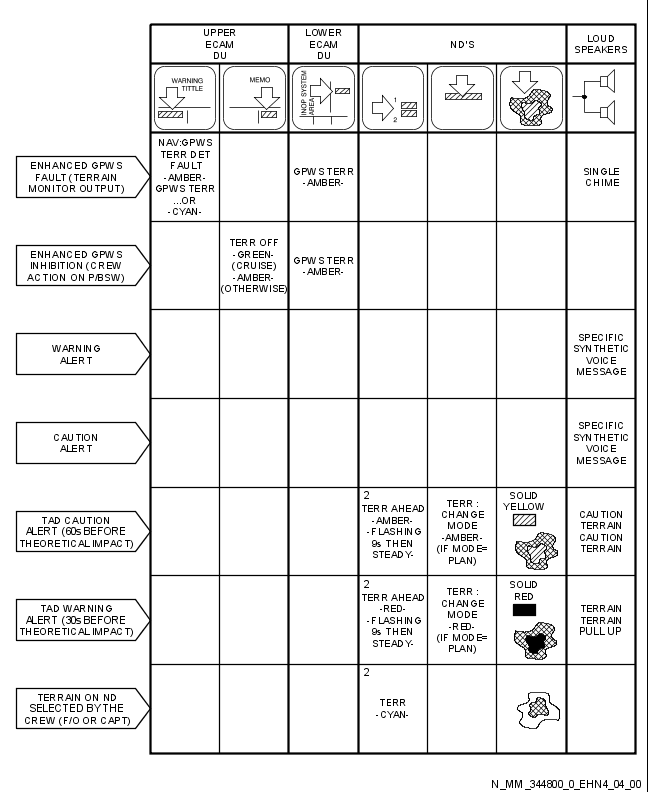 UPPER
ECAM
DU
LOWER
ECAM
DU
ND'S
LOUD
SPEAKERS
WARNING
TITTLE
MEMO
INOP SYSTEM
AREA
1
2
ENHANCED GPWS
FAULT (TERRAIN
MONITOR OUTPUT)
NAV:GPWS
TERR DET
FAULT
-AMBER-
GPWS TERR
...OR
-CYAN-
GPWS TERR
-AMBER-
SINGLE
CHIME
ENHANCED GPWS
INHIBITION (CREW
ACTION ON P/BSW)
TERR OFF
-GREEN-
(CRUISE)
-AMBER-
(OTHERWISE)
GPWS TERR
-AMBER-
WARNING
ALERT
SPECIFIC
SYNTHETIC
VOICE
MESSAGE
CAUTION
ALERT
SPECIFIC
SYNTHETIC
VOICE
MESSAGE
TAD CAUTION
ALERT (60s BEFORE
THEORETICAL IMPACT)
2
TERR AHEAD
-AMBER-
-FLASHING
9s THEN
STEADY-
TERR :
CHANGE
MODE
-AMBER-
(IF MODE=
PLAN)
SOLID
YELLOW
CAUTION
TERRAIN
CAUTION
TERRAIN
TAD WARNING
ALERT (30s BEFORE
THEORETICAL IMPACT)
2
TERR AHEAD
-RED-
-FLASHING
9s THEN
STEADY-
TERR :
CHANGE
MODE
-RED-
(IF MODE=
PLAN)
SOLID
RED
TERRAIN
TERRAIN
PULL UP
TERRAIN ON ND
SELECTED BY THE
CREW (F/O OR CAPT)
2
TERR
-CYAN-
N_MM_344800_0_EHN4_04_00